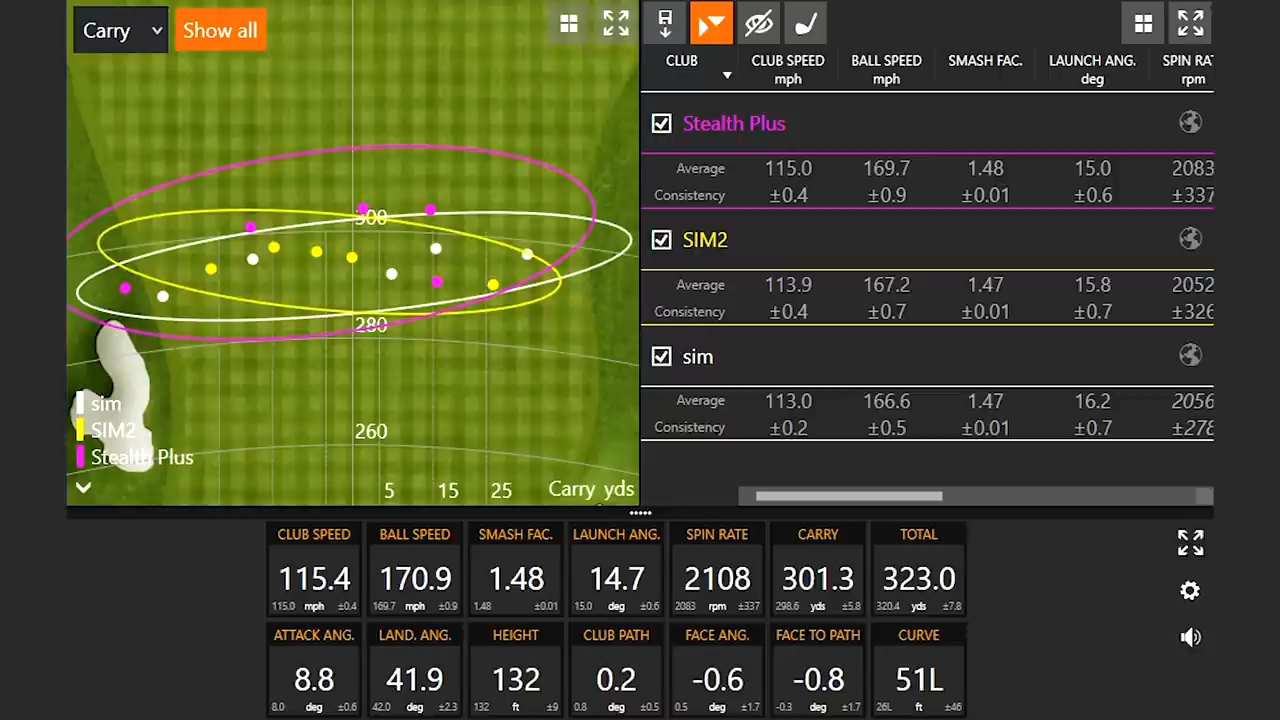 Carry
Show all
300
280
260
sim
SIM2
Stealth Plus
5 15 25 Carry yds
CLUB CLUB SPEED mph BALL SPEED mph SMASH FAC. LAUNCH ANG. deg SPIN RAT rpm
Stealth Plus
Average 115.0 169.7 1.48 15.0 2083
Consistency ±0.4 ±0.9 ±0.01 ±0.6 ±337
SIM2
Average 113.9 167.2 1.47 15.8 2052
Consistency ±0.4 ±0.7 ±0.01 ±0.7 ±326
sim
Average 113.0 166.6 1.47 16.2 2056
Consistency ±0.2 ±0.5 ±0.01 ±0.7 ±278
CLUB SPEED BALL SPEED SMASH FAC. LAUNCH ANG. SPIN RATE CARRY TOTAL
115.4 170.9 1.48 14.7 2108 301.3 323.0
115.0 mph ±0.4 169.7 mph ±0.9 1.48 ±0.01 15.0 deg ±0.6 2083 rpm ±337 298.6 yds ±5.8 320.4 yds ±7.8
ATTACK ANG. LAND. ANG. HEIGHT CLUB PATH FACE ANG. FACE TO PATH CURVE
8.8 41.9 132 0.2 -0.6 -0.8 51L
8.0 deg ±0.6 42.0 deg ±2.3 132 ft ±9 0.8 deg ±0.5 0.5 deg ±1.7 -0.3 deg ±1.7 26L ft ±46